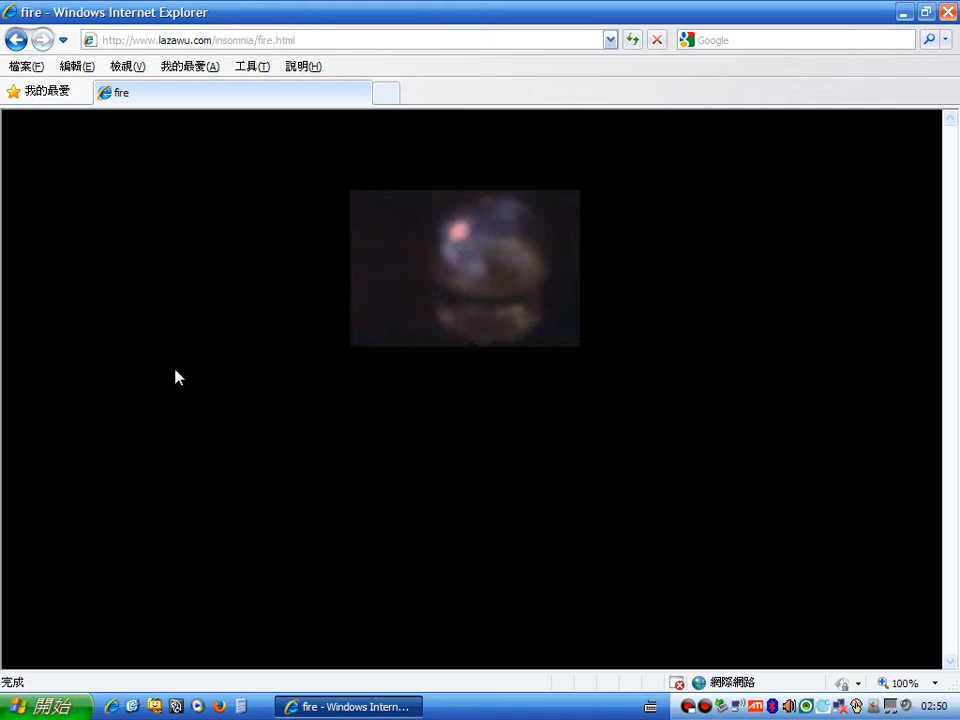 fire - Windows Internet Explorer
http://www.lazawu.com/insomnia/fire.html
Google
檔案(F) 編輯(E) 檢視(V) 我的最愛(A) 工具(T) 說明(H)
我的最愛 fire
完成 網際網路 100%
開始 fire - Windows Intern... ATI 02:50